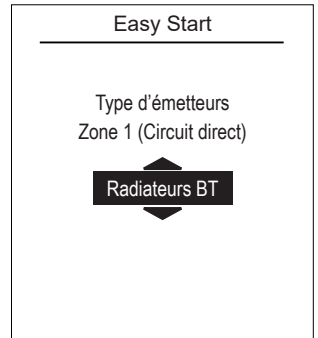 Easy Start
Type d'émetteurs
Zone 1 (Circuit direct)
Radiateurs BT